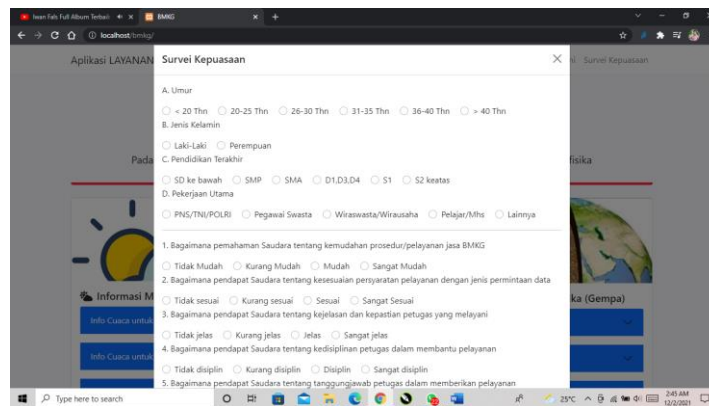 Iwan Fals Full Album Terbaik
BMKG
localhost/bmkg/
Aplikasi LAYANAN
Survei Kepuasaan
Survei Kepuasaan
A. Umur
< 20 Thn 20-25 Thn 26-30 Thn 31-35 Thn 36-40 Thn > 40 Thn
B. Jenis Kelamin
Laki-Laki Perempuan
C. Pendidikan Terakhir
Pada
fisika
SD ke bawah SMP SMA D1,D3,D4 S1 S2 keatas
D. Pekerjaan Utama
PNS/TNI/POLRI Pegawai Swasta Wiraswasta/Wirausaha Pelajar/Mhs Lainnya
1. Bagaimana pemahaman Saudara tentang kemudahan prosedur/pelayanan jasa BMKG
Tidak Mudah Kurang Mudah Mudah Sangat Mudah
2. Bagaimana pendapat Saudara tentang kesesuaian persyaratan pelayanan dengan jenis permintaan data
Informasi M
ka (Gempa)
Tidak sesuai Kurang sesuai Sesuai Sangat Sesuai
3. Bagaimana pendapat Saudara tentang kejelasan dan kepastian petugas yang melayani
Info Cuaca untuk
Tidak jelas Kurang jelas Jelas Sangat jelas
4. Bagaimana pendapat Saudara tentang kedisiplinan petugas dalam membantu pelayanan
Info Cuaca untuk
Tidak disiplin Kurang disiplin Disiplin Sangat disiplin
5. Bagaimana pendapat Saudara tentang tanggungjawab petugas dalam memberikan pelayanan
Type here to search
25°C
2:45 AM
12/2/2021